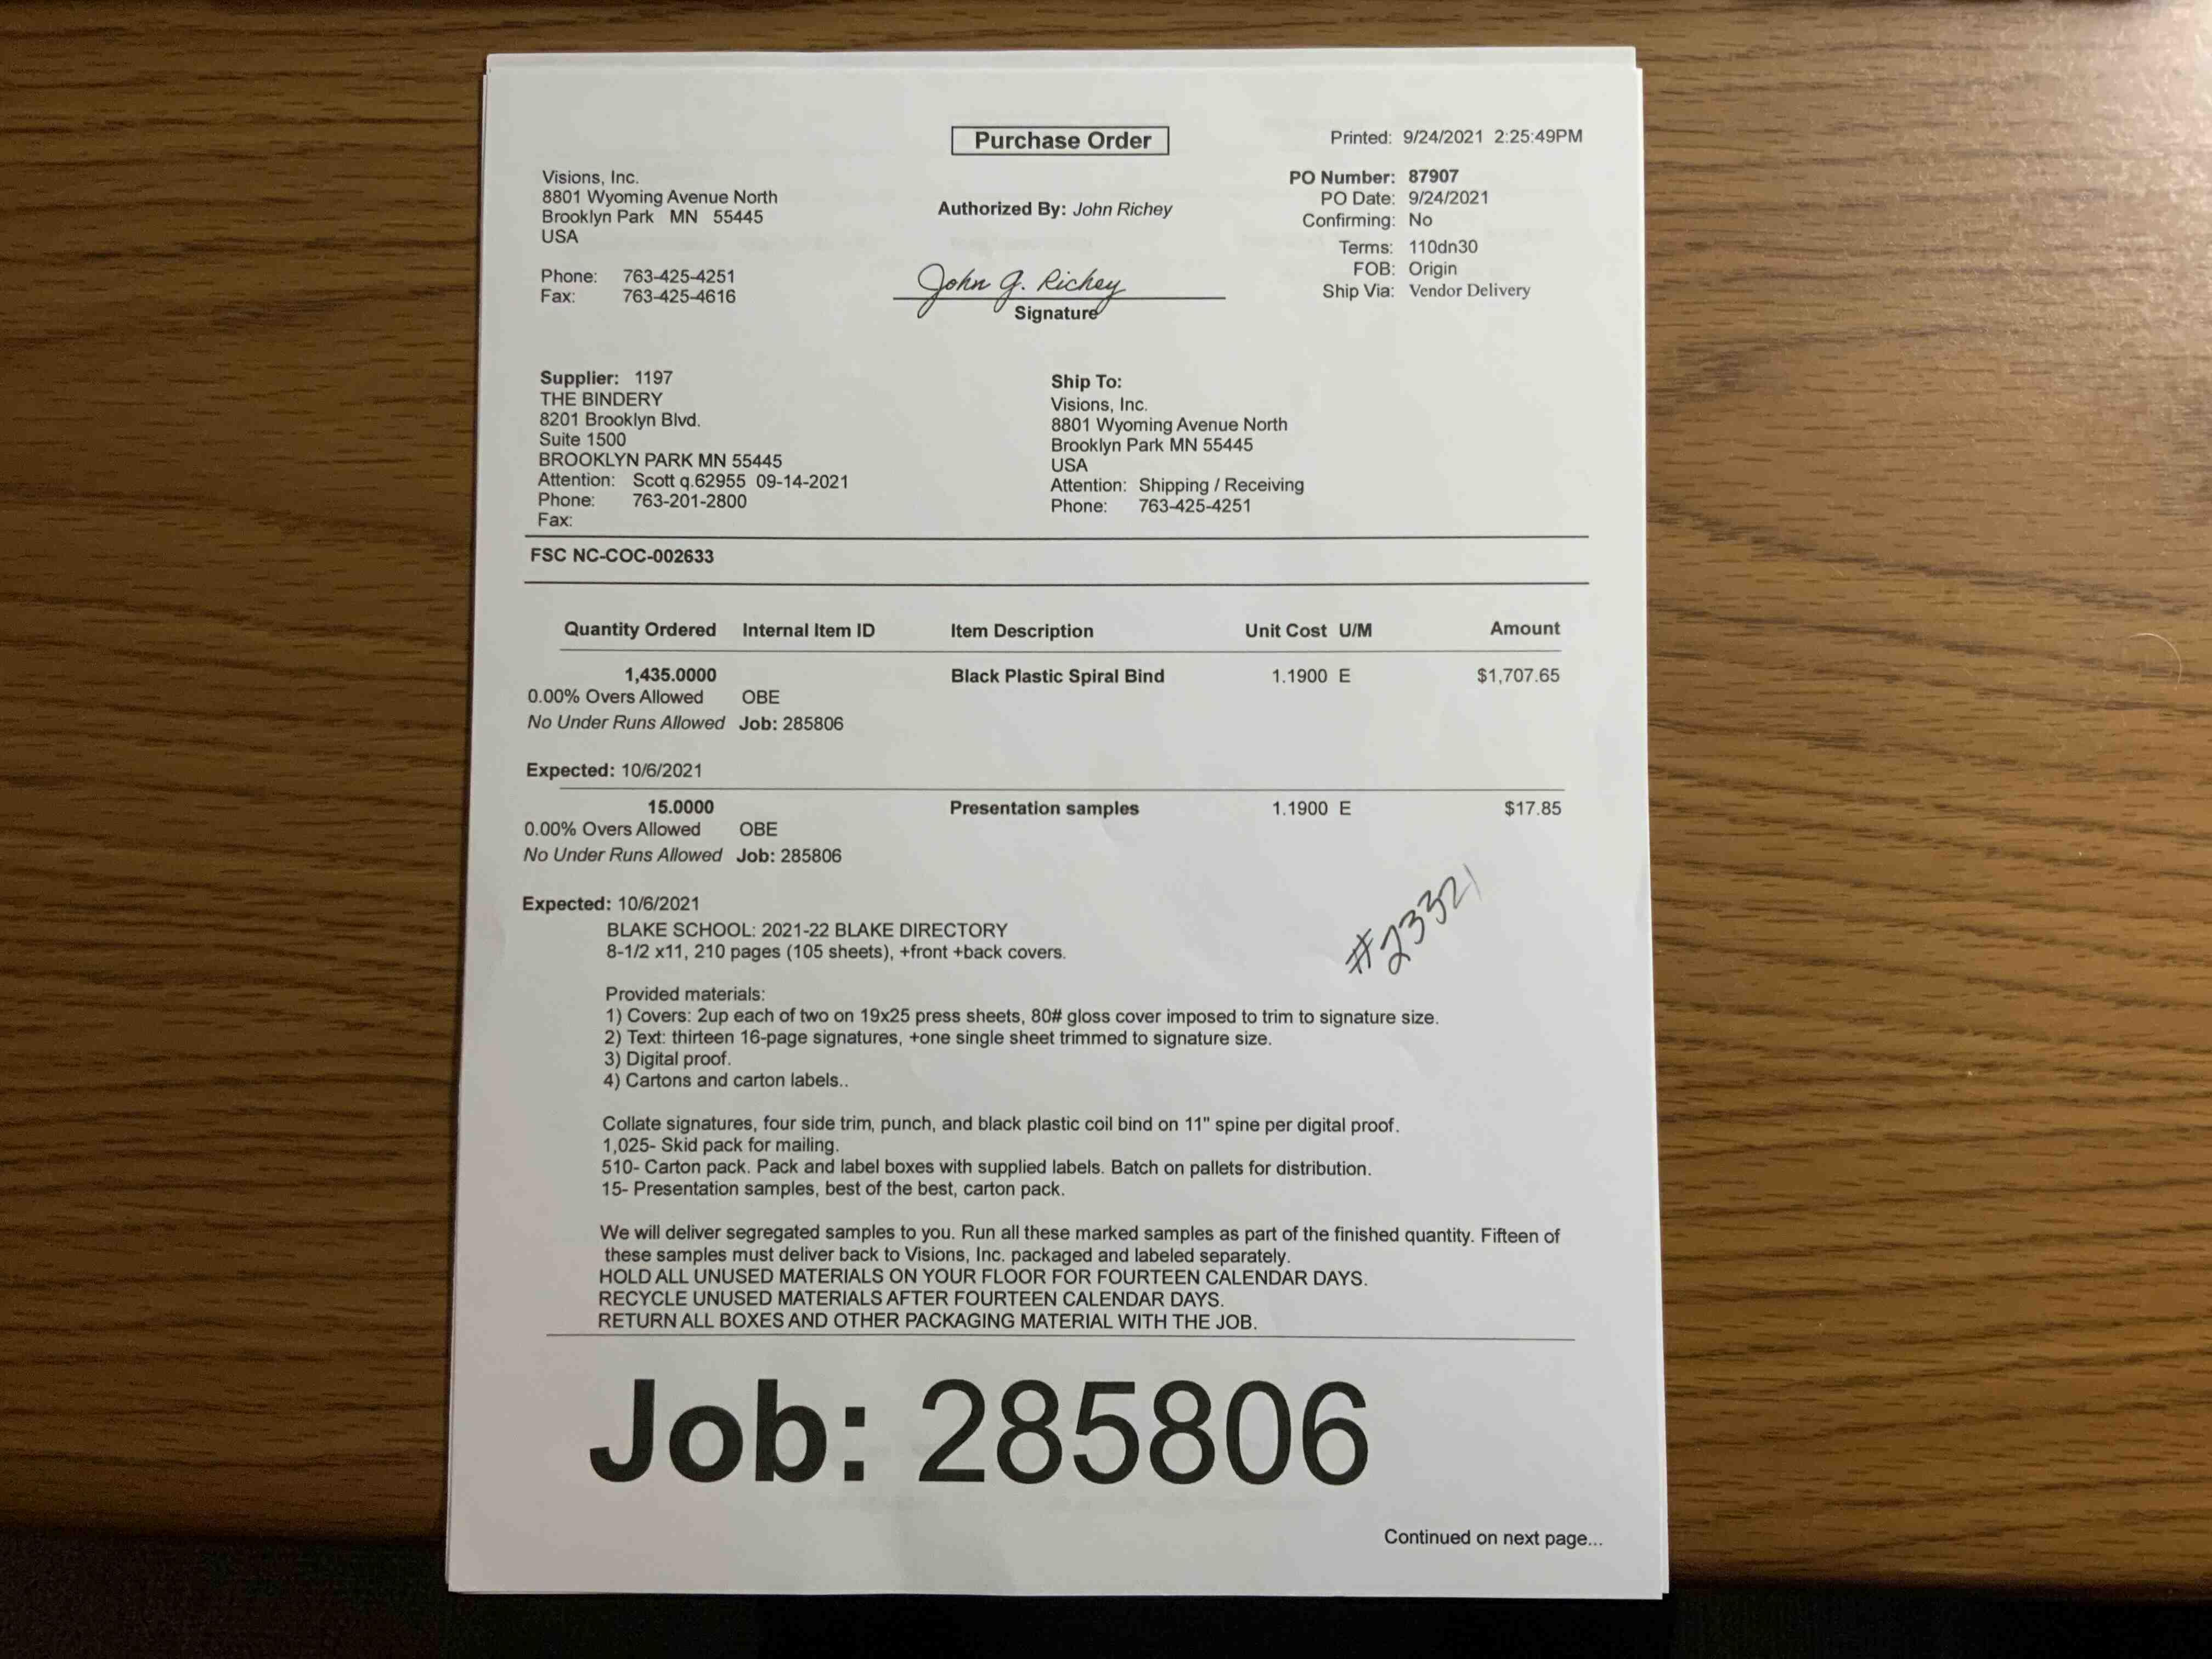 Purchase Order
Printed: 9/24/2021 2:25:49PM
Visions, Inc.
8801 Wyoming Avenue North
Brooklyn Park MN 55445
USA
Phone: 763-425-4251
Fax: 763-425-4616
Authorized By: John Richey
John G. Richey
Signature
PO Number: 87907
PO Date: 9/24/2021
Confirming: No
Terms: 110dn30
FOB: Origin
Ship Via: Vendor Delivery
Supplier: 1197
THE BINDERY
8201 Brooklyn Blvd.
Suite 1500
BROOKLYN PARK MN 55445
Attention: Scott q.62955 09-14-2021
Phone: 763-201-2800
Fax:
Ship To:
Visions, Inc.
8801 Wyoming Avenue North
Brooklyn Park MN 55445
USA
Attention: Shipping / Receiving
Phone: 763-425-4251
FSC NC-COC-002633
Quantity Ordered Internal Item ID Item Description Unit Cost U/M Amount
1,435.0000 Black Plastic Spiral Bind 1.1900 E $1,707.65
0.00% Overs Allowed OBE
No Under Runs Allowed Job: 285806
Expected: 10/6/2021
15.0000 Presentation samples 1.1900 E $17.85
0.00% Overs Allowed OBE
No Under Runs Allowed Job: 285806
Expected: 10/6/2021
#23321
BLAKE SCHOOL: 2021-22 BLAKE DIRECTORY
8-1/2 x11, 210 pages (105 sheets), +front +back covers.
Provided materials:
1) Covers: 2up each of two on 19x25 press sheets, 80# gloss cover imposed to trim to signature size.
2) Text: thirteen 16-page signatures, +one single sheet trimmed to signature size.
3) Digital proof.
4) Cartons and carton labels..
Collate signatures, four side trim, punch, and black plastic coil bind on 11" spine per digital proof.
1,025- Skid pack for mailing.
510- Carton pack. Pack and label boxes with supplied labels. Batch on pallets for distribution.
15- Presentation samples, best of the best, carton pack.
We will deliver segregated samples to you. Run all these marked samples as part of the finished quantity. Fifteen of
these samples must deliver back to Visions, Inc. packaged and labeled separately.
HOLD ALL UNUSED MATERIALS ON YOUR FLOOR FOR FOURTEEN CALENDAR DAYS.
RECYCLE UNUSED MATERIALS AFTER FOURTEEN CALENDAR DAYS.
RETURN ALL BOXES AND OTHER PACKAGING MATERIAL WITH THE JOB.
Job: 285806
Continued on next page...